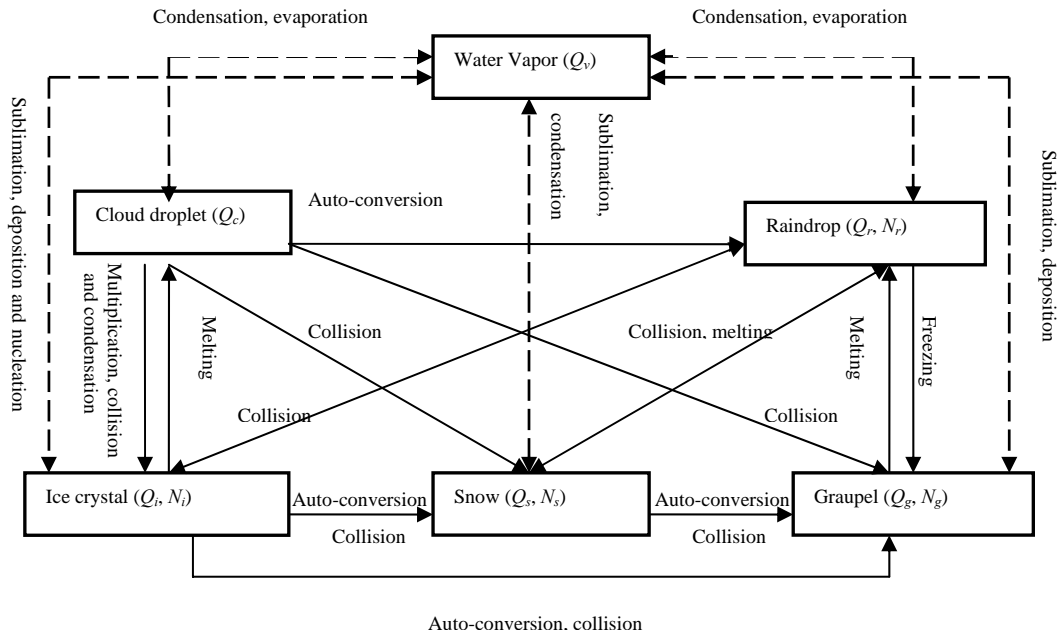 Condensation, evaporation
Condensation, evaporation
Water Vapor (Qv)
Sublimation, deposition and nucleation
Sublimation,
condensation
Sublimation, deposition
Cloud droplet (Qc)
Auto-conversion
Raindrop (Qr, Nr)
Multiplication, collision
and condensation
Melting
Collision
Collision, melting
Melting
Freezing
Collision
Collision
Ice crystal (Qi, Ni)
Auto-conversion
Collision
Snow (Qs, Ns)
Auto-conversion
Collision
Graupel (Qg, Ng)
Auto-conversion, collision